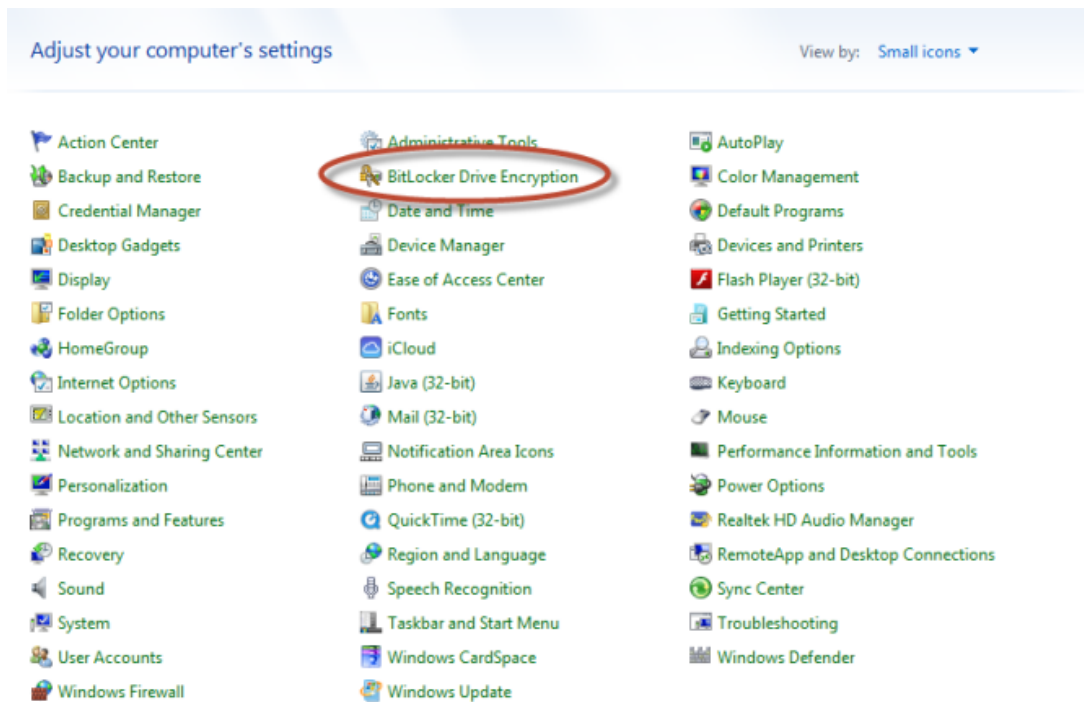 Adjust your computer's settings
View by: Small icons
Action Center
Administrative Tools
AutoPlay
Backup and Restore
BitLocker Drive Encryption
Color Management
Credential Manager
Date and Time
Default Programs
Desktop Gadgets
Device Manager
Devices and Printers
Display
Ease of Access Center
Flash Player (32-bit)
Folder Options
Fonts
Getting Started
HomeGroup
iCloud
Indexing Options
Internet Options
Java (32-bit)
Keyboard
Location and Other Sensors
Mail (32-bit)
Mouse
Network and Sharing Center
Notification Area Icons
Performance Information and Tools
Personalization
Phone and Modem
Power Options
Programs and Features
QuickTime (32-bit)
Realtek HD Audio Manager
Recovery
Region and Language
RemoteApp and Desktop Connections
Sound
Speech Recognition
Sync Center
System
Taskbar and Start Menu
Troubleshooting
User Accounts
Windows CardSpace
Windows Defender
Windows Firewall
Windows Update